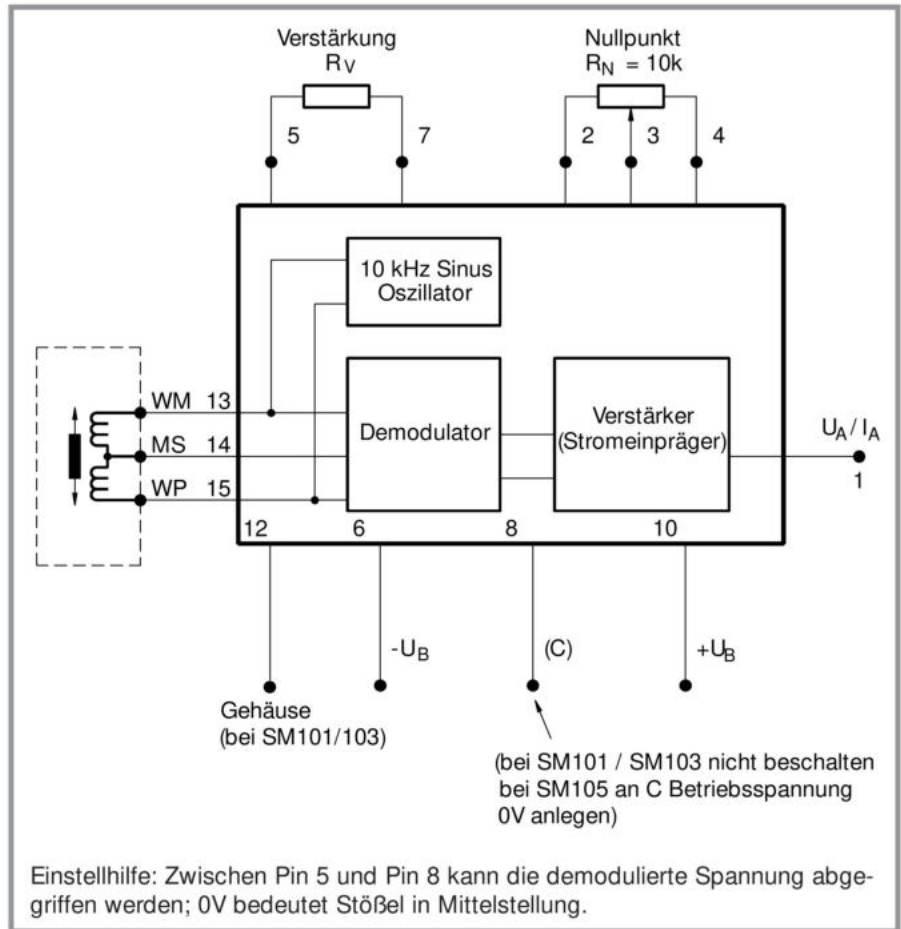 Verstärkung
RV
Nullpunkt
RN = 10k
5
7
2
3
4
10 kHz Sinus
Oszillator
WM 13
MS 14
WP 15
Demodulator
Verstärker
(Stromeinpräger)
UA / IA
1
12
6
8
10
-UB
(C)
+UB
Gehäuse
(bei SM101/103)
(bei SM101 / SM103 nicht beschalten
bei SM105 an C Betriebsspannung
0V anlegen)
Einstellhilfe: Zwischen Pin 5 und Pin 8 kann die demodulierte Spannung abge-
griffen werden; 0V bedeutet Stößel in Mittelstellung.